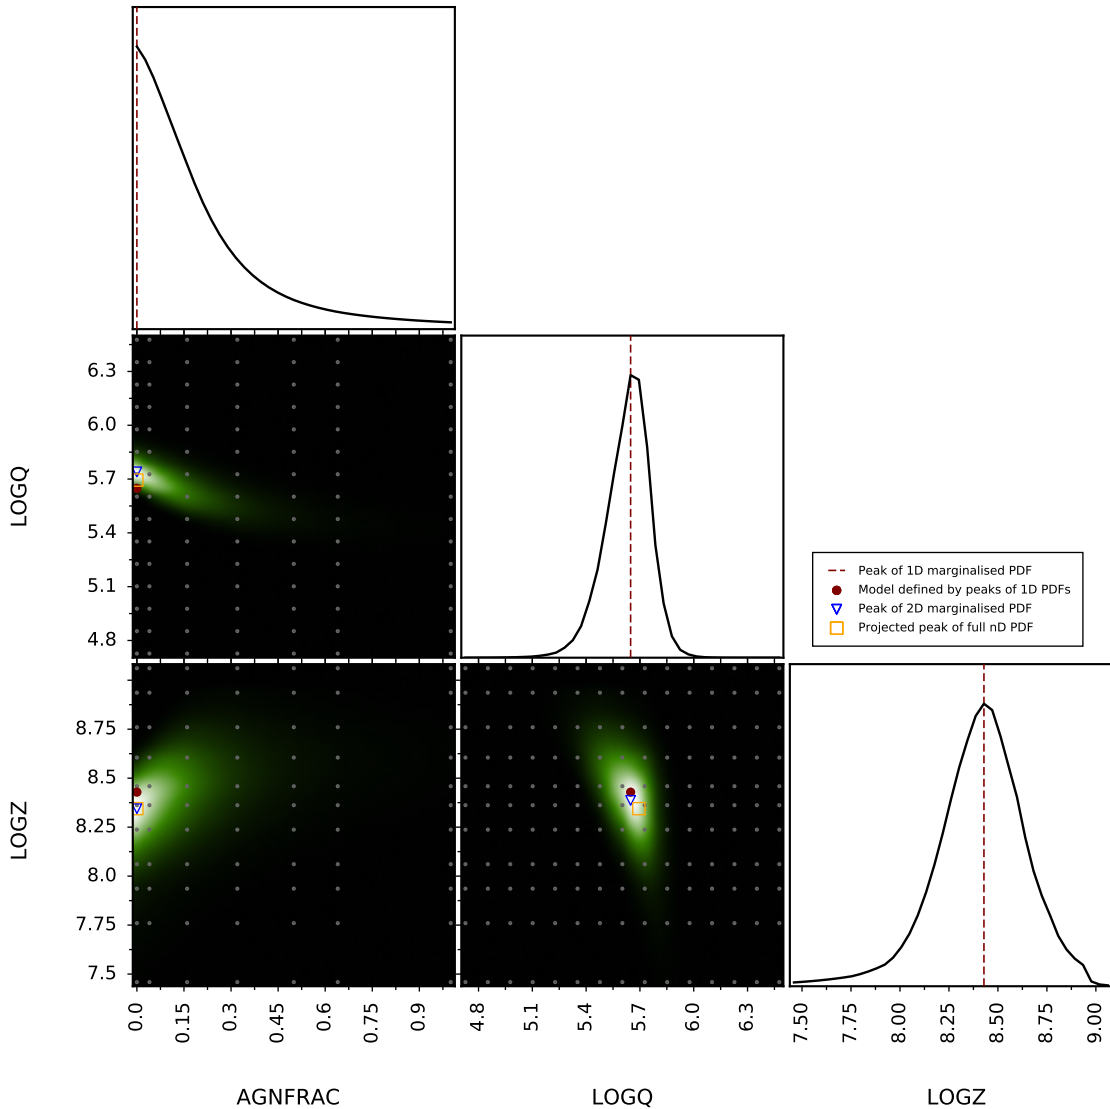 6.3
6.0
5.7
5.4
5.1
4.8
LOGQ
Peak of 1D marginalised PDF
Model defined by peaks of 1D PDFs
Peak of 2D marginalised PDF
Projected peak of full nD PDF
8.75
8.5
8.25
8.0
7.75
7.5
LOGZ
0.0 0.15 0.3 0.45 0.6 0.75 0.9
4.8 5.1 5.4 5.7 6.0 6.3
7.50 7.75 8.00 8.25 8.50 8.75 9.00
AGNFRAC LOGQ LOGZ